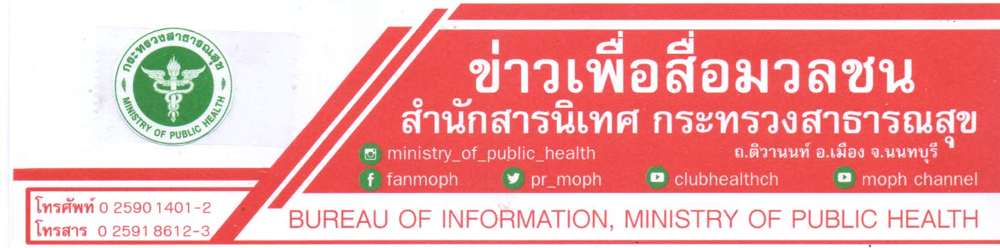 กระทรวงสาธารณสุข
MINISTRY OF PUBLIC HEALTH
ข่าวเพื่อสื่อมวลชน
สำนักสารนิเทศ กระทรวงสาธารณสุข
ministry_of_public_health
ถ.ติวานนท์ อ.เมือง จ.นนทบุรี
fanmoph pr_moph clubhealthch moph channel
โทรศัพท์ 0 2590 1401-2
โทรสาร 0 2591 8612-3
BUREAU OF INFORMATION, MINISTRY OF PUBLIC HEALTH